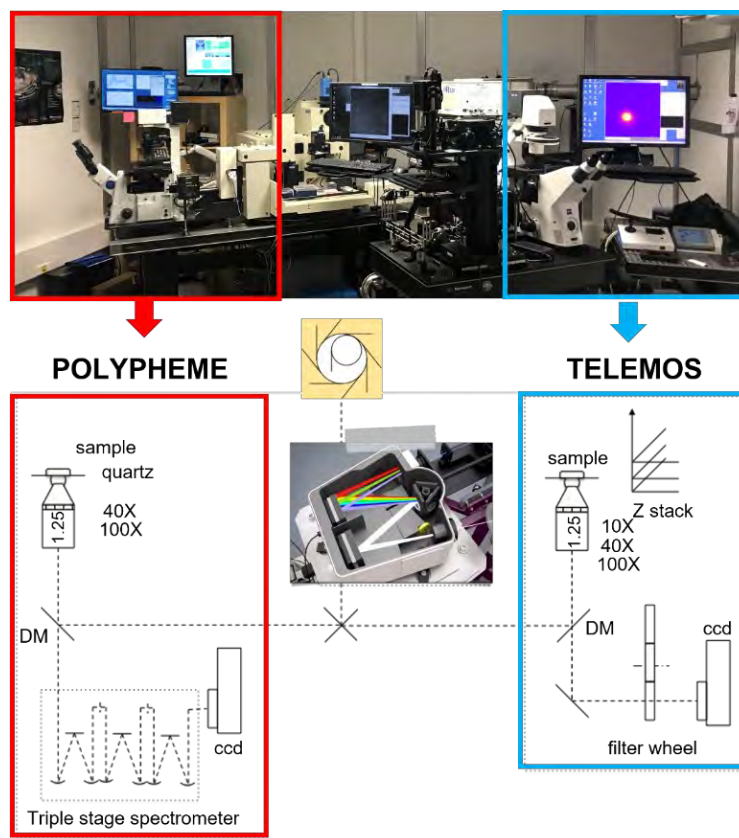 POLYPHEME
TELEMOS
sample
quartz
40X
100X
1.25
DM
ccd
Triple stage spectrometer
sample
Z stack
10X
40X
100X
1.25
DM
ccd
filter wheel